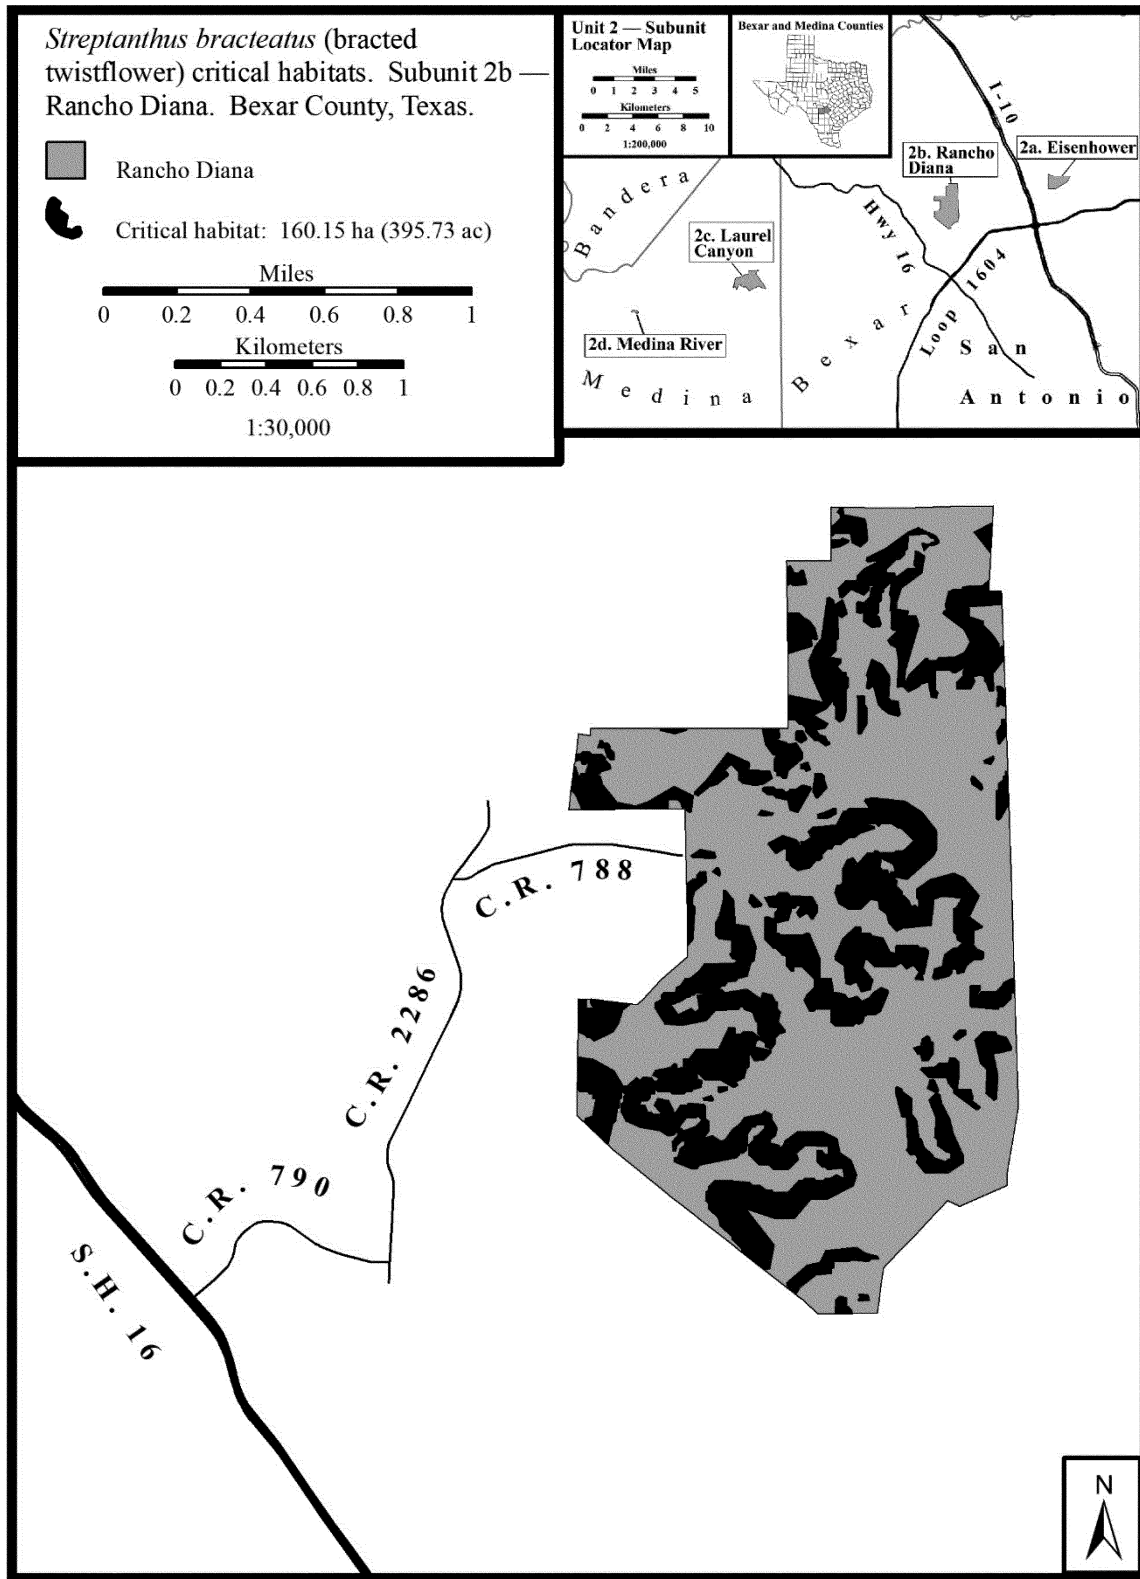 Streptanthus bracteatus (bracted
twistflower) critical habitats.  Subunit 2b —
Rancho Diana.  Bexar County, Texas.
Rancho Diana
Critical habitat:  160.15 ha (395.73 ac)
Miles
0 0.2 0.4 0.6 0.8 1
Kilometers
0 0.2 0.4 0.6 0.8 1
1:30,000
Unit 2 — Subunit
Locator Map
Miles
0 1 2 3 4 5
Kilometers
0 2 4 6 8 10
1:200,000
Bexar and Medina Counties
I-10
2b. Rancho
Diana
2a. Eisenhower
Bandera
Hwy 16
2c. Laurel
Canyon
Loop 1604
Bexar
2d. Medina River
San
Antonio
Medina
C.R. 788
C.R. 2286
C.R. 790
S.H. 16
N